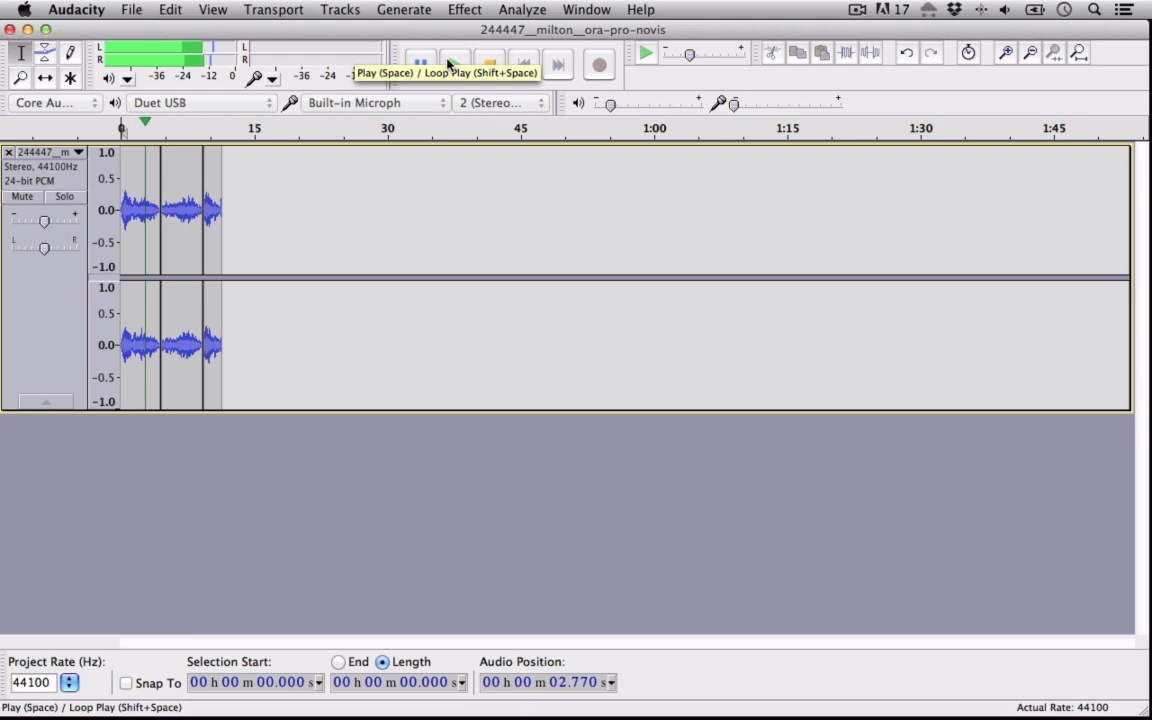 Audacity File Edit View Transport Tracks Generate Effect Analyze Window Help 17
244447__milton__ora-pro-novis
L L
R R
-36 -24 -12 0 -36 -24
Play (Space) / Loop Play (Shift+Space)
Core Au... Duet USB Built-in Microph 2 (Stereo...
0 15 30 45 1:00 1:15 1:30 1:45
244447__m
Stereo, 44100Hz
24-bit PCM
Mute Solo
- +
L R
1.0
0.5
0.0
-0.5
-1.0
1.0
0.5
0.0
-0.5
-1.0
Project Rate (Hz): Selection Start: End Length Audio Position:
44100 Snap To 00 h 00 m 00.000 s 00 h 00 m 00.000 s 00 h 00 m 02.770 s
Play (Space) / Loop Play (Shift+Space) Actual Rate: 44100